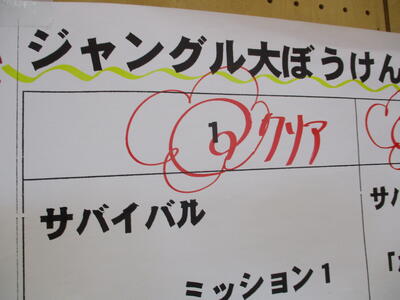 ジャングル大ぼうけん
1 クリア
サバイバル
サ
ミッション1